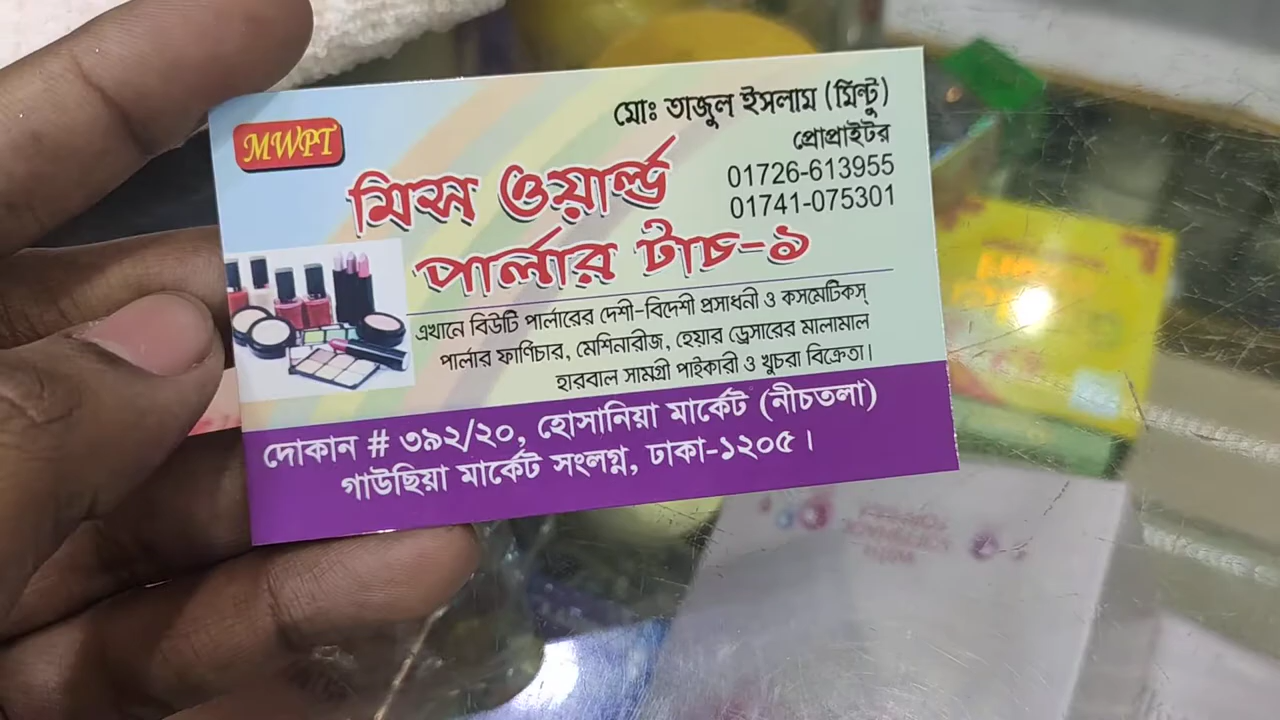 MWPT
মোঃ তাজুল ইসলাম (মিন্টু)
প্রোপ্রাইটর
01726-613955
01741-075301
মিস ওয়ার্ল্ড
পার্লার টাচ-১
এখানে বিউটি পার্লারের দেশী-বিদেশী প্রসাধনী ও কসমেটিকস্
পার্লার ফার্ণিচার, মেশিনারীজ, হেয়ার ড্রেসারের মালামাল
হারবাল সামগ্রী পাইকারী ও খুচরা বিক্রেতা।
দোকান # ৩৯২/২০, হোসানিয়া মার্কেট (নীচতলা)
গাউছিয়া মার্কেট সংলগ্ন, ঢাকা-১২০৫।